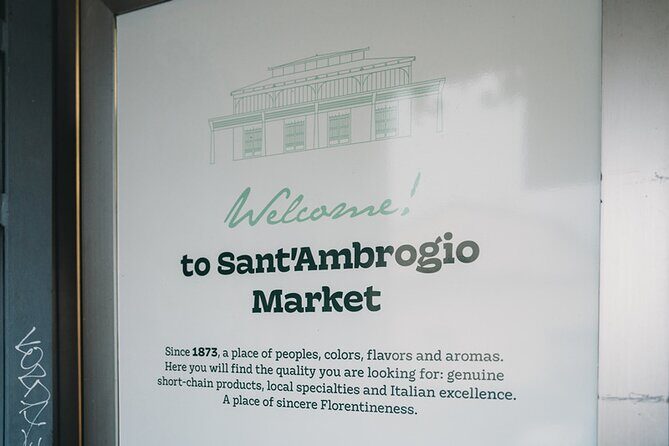 Welcome!
to Sant'Ambrogio
Market
Since 1873, a place of peoples, colors, flavors and aromas.
Here you will find the quality you are looking for: genuine
short-chain products, local specialties and Italian excellence.
A place of sincere Florentineness.